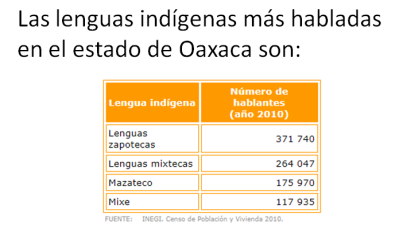 Las lenguas indígenas más habladas
en el estado de Oaxaca son:
Lengua indígena
Número de
hablantes
(año 2010)
Lenguas
zapotecas
371 740
Lenguas mixtecas
264 047
Mazateco
175 970
Mixe
117 935
FUENTE: INEGI. Censo de Población y Vivienda 2010.